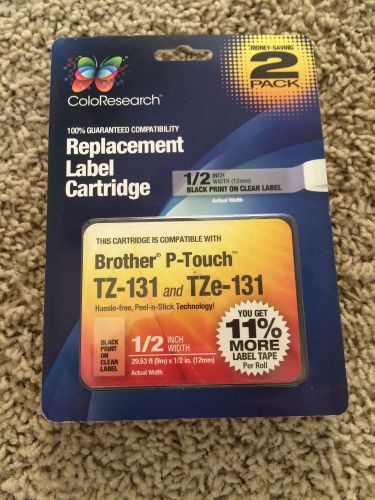 MONEY-SAVING
2
PACK
ColoResearch™
100% GUARANTEED COMPATIBILITY
Replacement
Label
Cartridge
1/2 INCH
WIDTH (12mm)
BLACK PRINT ON CLEAR LABEL
Actual Width
THIS CARTRIDGE IS COMPATIBLE WITH
Brother® P-Touch™
TZ-131 and TZe-131
Hassle-free, Peel-n-Stick Technology!
YOU GET
11%
MORE
LABEL TAPE
Per Roll
BLACK
PRINT
ON CLEAR
LABEL
1/2 INCH
WIDTH
29.53 ft (9m) x 1/2 in. (12mm)
Actual Width